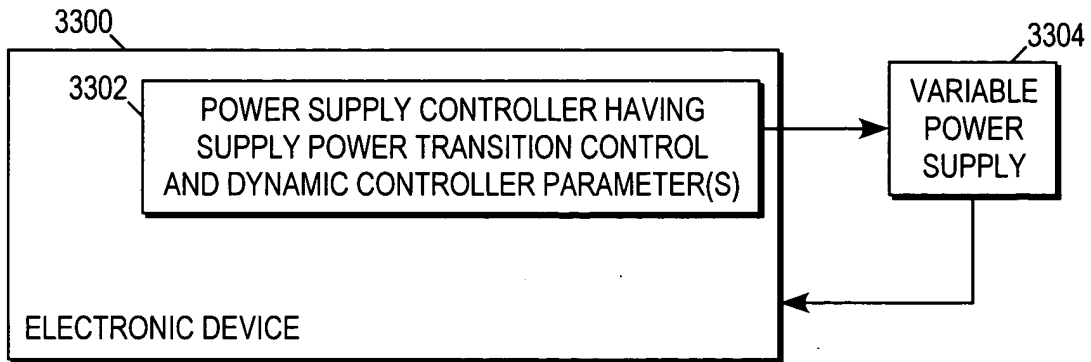 3300
3302
POWER SUPPLY CONTROLLER HAVING
SUPPLY POWER TRANSITION CONTROL
AND DYNAMIC CONTROLLER PARAMETER(S)
3304
VARIABLE
POWER
SUPPLY
ELECTRONIC DEVICE